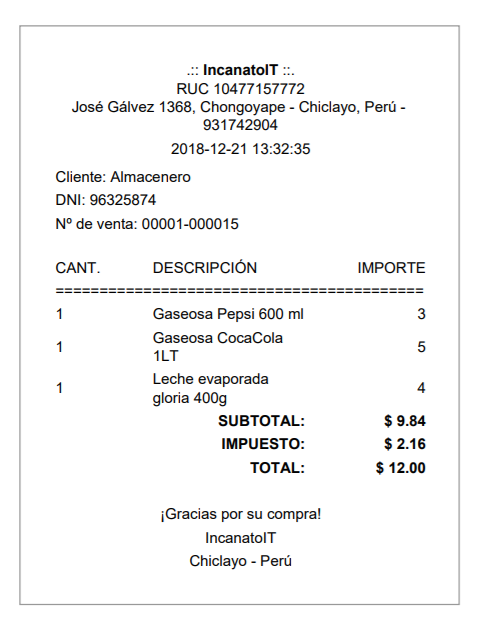 .:: IncanatoIT ::.
RUC 10477157772
José Gálvez 1368, Chongoyape - Chiclayo, Perú -
931742904
2018-12-21 13:32:35
Cliente: Almacenero
DNI: 96325874
Nº de venta: 00001-000015
CANT. DESCRIPCIÓN IMPORTE
==========================================
1 Gaseosa Pepsi 600 ml 3
1 Gaseosa CocaCola 1LT 5
1 Leche evaporada gloria 400g 4
SUBTOTAL: $ 9.84
IMPUESTO: $ 2.16
TOTAL: $ 12.00
¡Gracias por su compra!
IncanatoIT
Chiclayo - Perú